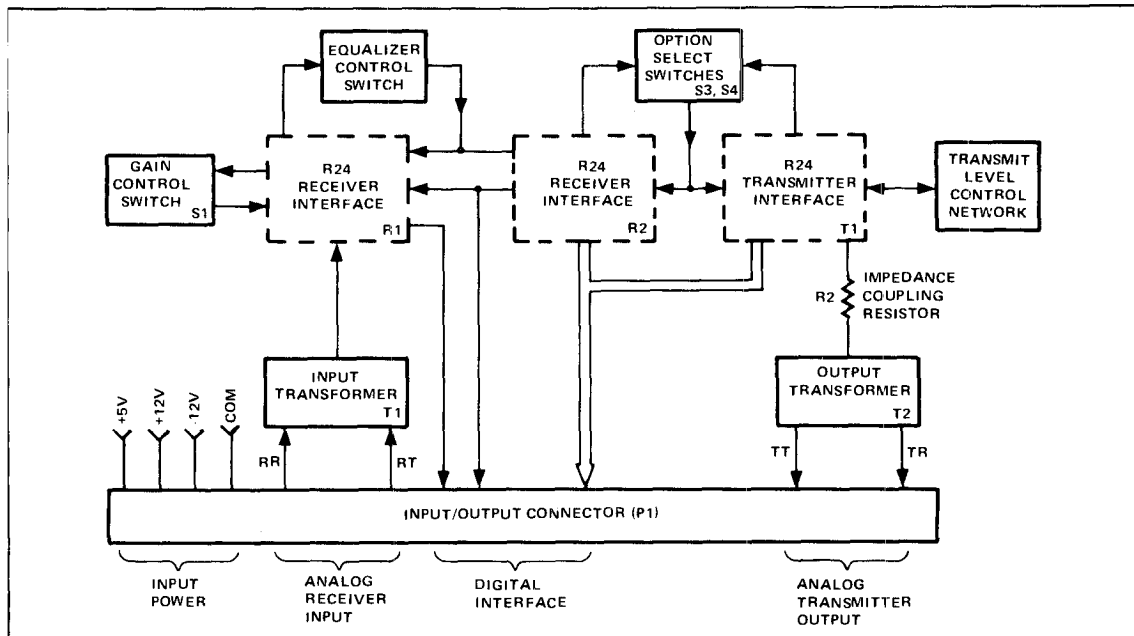 EQUALIZER
CONTROL
SWITCH
OPTION
SELECT
SWITCHES
S3, S4
GAIN
CONTROL
SWITCH
S1
R24
RECEIVER
INTERFACE
R1
R24
RECEIVER
INTERFACE
R2
R24
TRANSMITTER
INTERFACE
T1
TRANSMIT
LEVEL
CONTROL
NETWORK
R2
IMPEDANCE
COUPLING
RESISTOR
INPUT
TRANSFORMER
T1
OUTPUT
TRANSFORMER
T2
+5V
+12V
-12V
COM
RR
RT
TT
TR
INPUT/OUTPUT CONNECTOR (P1)
INPUT
POWER
ANALOG
RECEIVER
INPUT
DIGITAL
INTERFACE
ANALOG
TRANSMITTER
OUTPUT